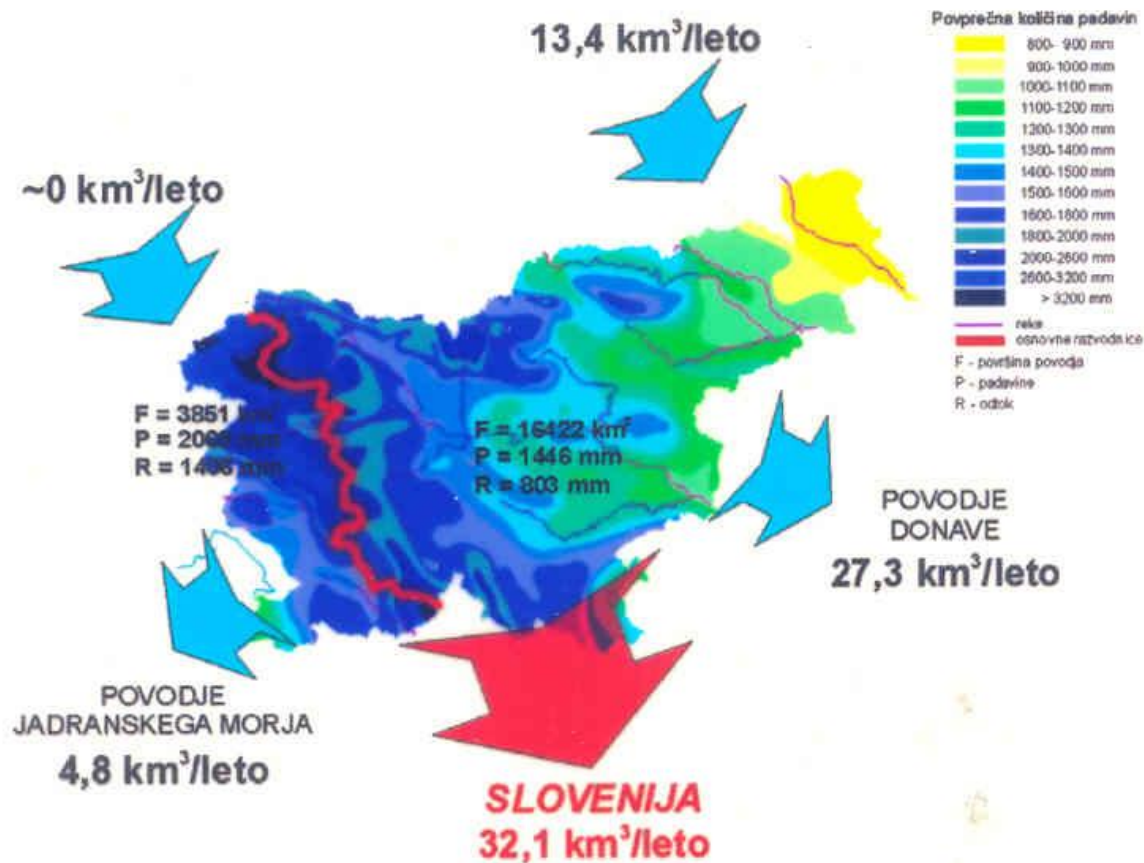 13,4 km³/leto
~0 km³/leto
Povprečna količina padavin
800- 900 mm
900-1000 mm
1000-1100 mm
1100-1200 mm
1200-1300 mm
1300-1400 mm
1400-1500 mm
1500-1600 mm
1600-1800 mm
1800-2000 mm
2000-2600 mm
2600-3200 mm
> 3200 mm
reke
osnovne razvodnice
F - površina povodja
P - padavine
R - odtok
F = 3851 km²
P = mm
R = mm
F = 16422 km²
P = 1446 mm
R = 803 mm
POVODJE
DONAVE
27,3 km³/leto
POVODJE
JADRANSKEGA MORJA
4,8 km³/leto
SLOVENIJA
32,1 km³/leto